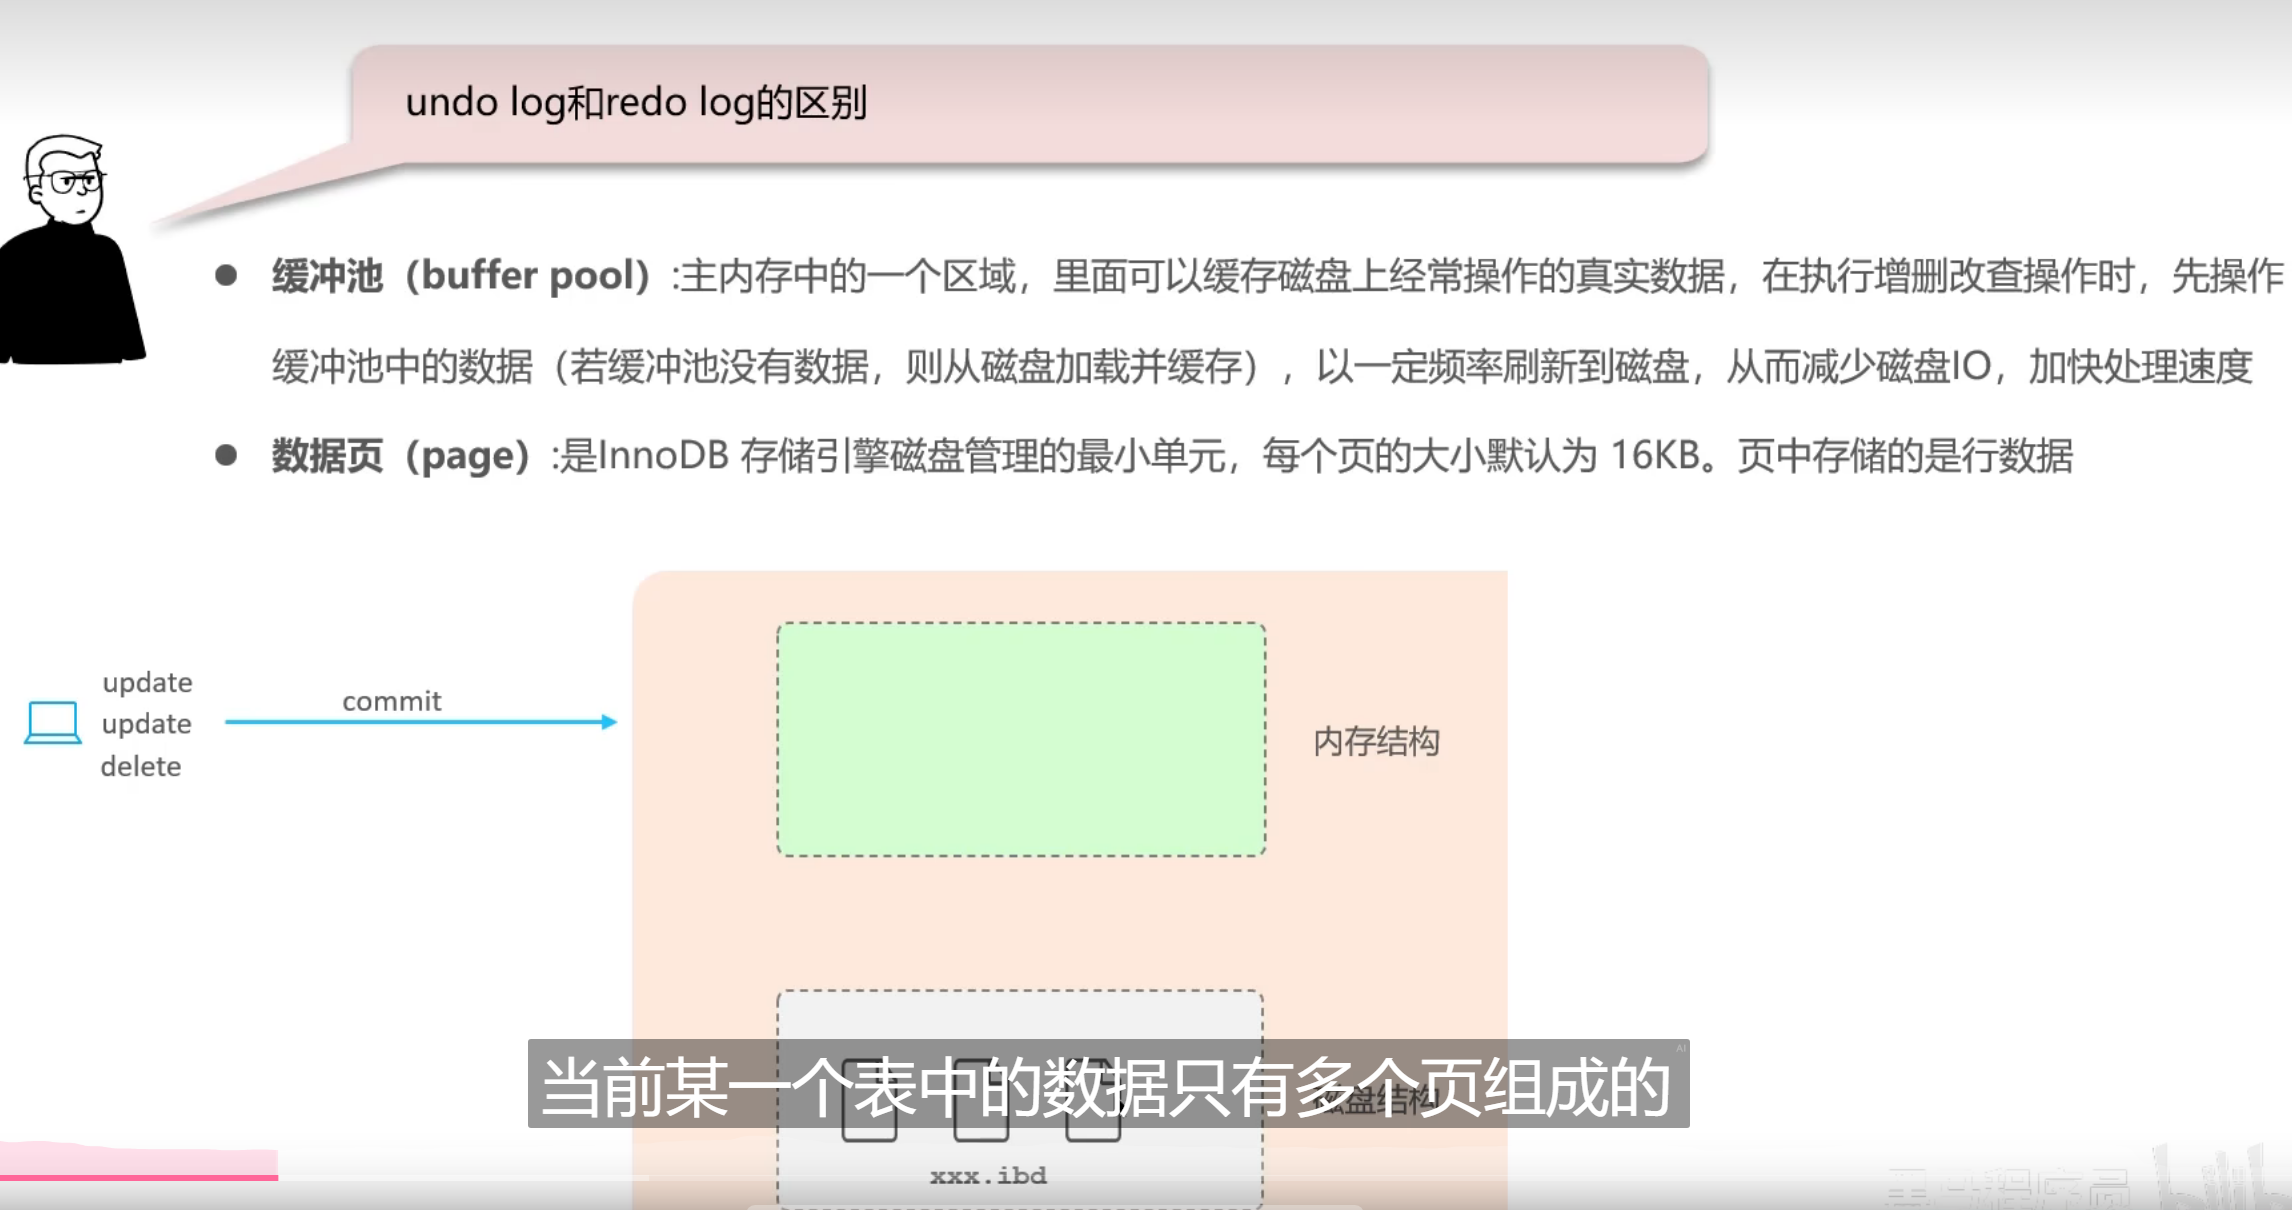 undo log和redo log的区别
● 缓冲池（buffer pool）:主内存中的一个区域，里面可以缓存磁盘上经常操作的真实数据，在执行增删改查操作时，先操作
缓冲池中的数据（若缓冲池没有数据，则从磁盘加载并缓存），以一定频率刷新到磁盘，从而减少磁盘IO，加快处理速度
● 数据页（page）:是InnoDB 存储引擎磁盘管理的最小单元，每个页的大小默认为 16KB。页中存储的是行数据
update
update
delete
commit
内存结构
磁盘结构
当前某一个表中的数据只有多个页组成的
AI
xxx.ibd
黑马程序员
bilibili